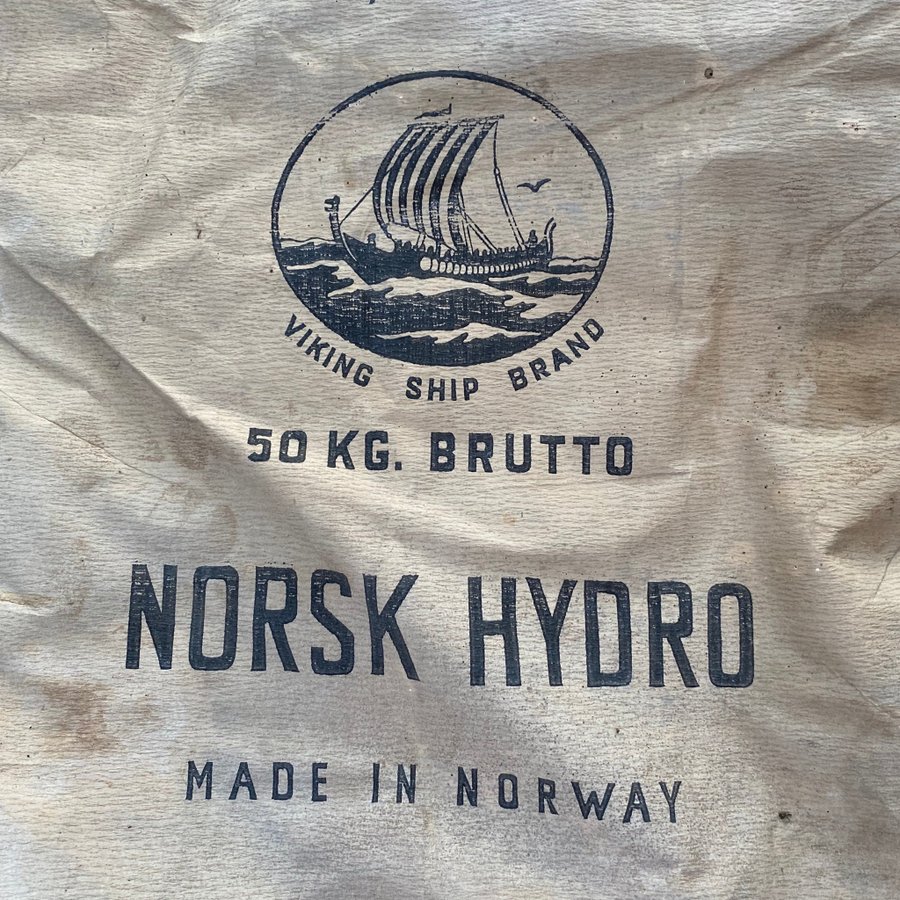 VIKING SHIP BRAND
50 KG. BRUTTO
NORSK HYDRO
MADE IN NORWAY